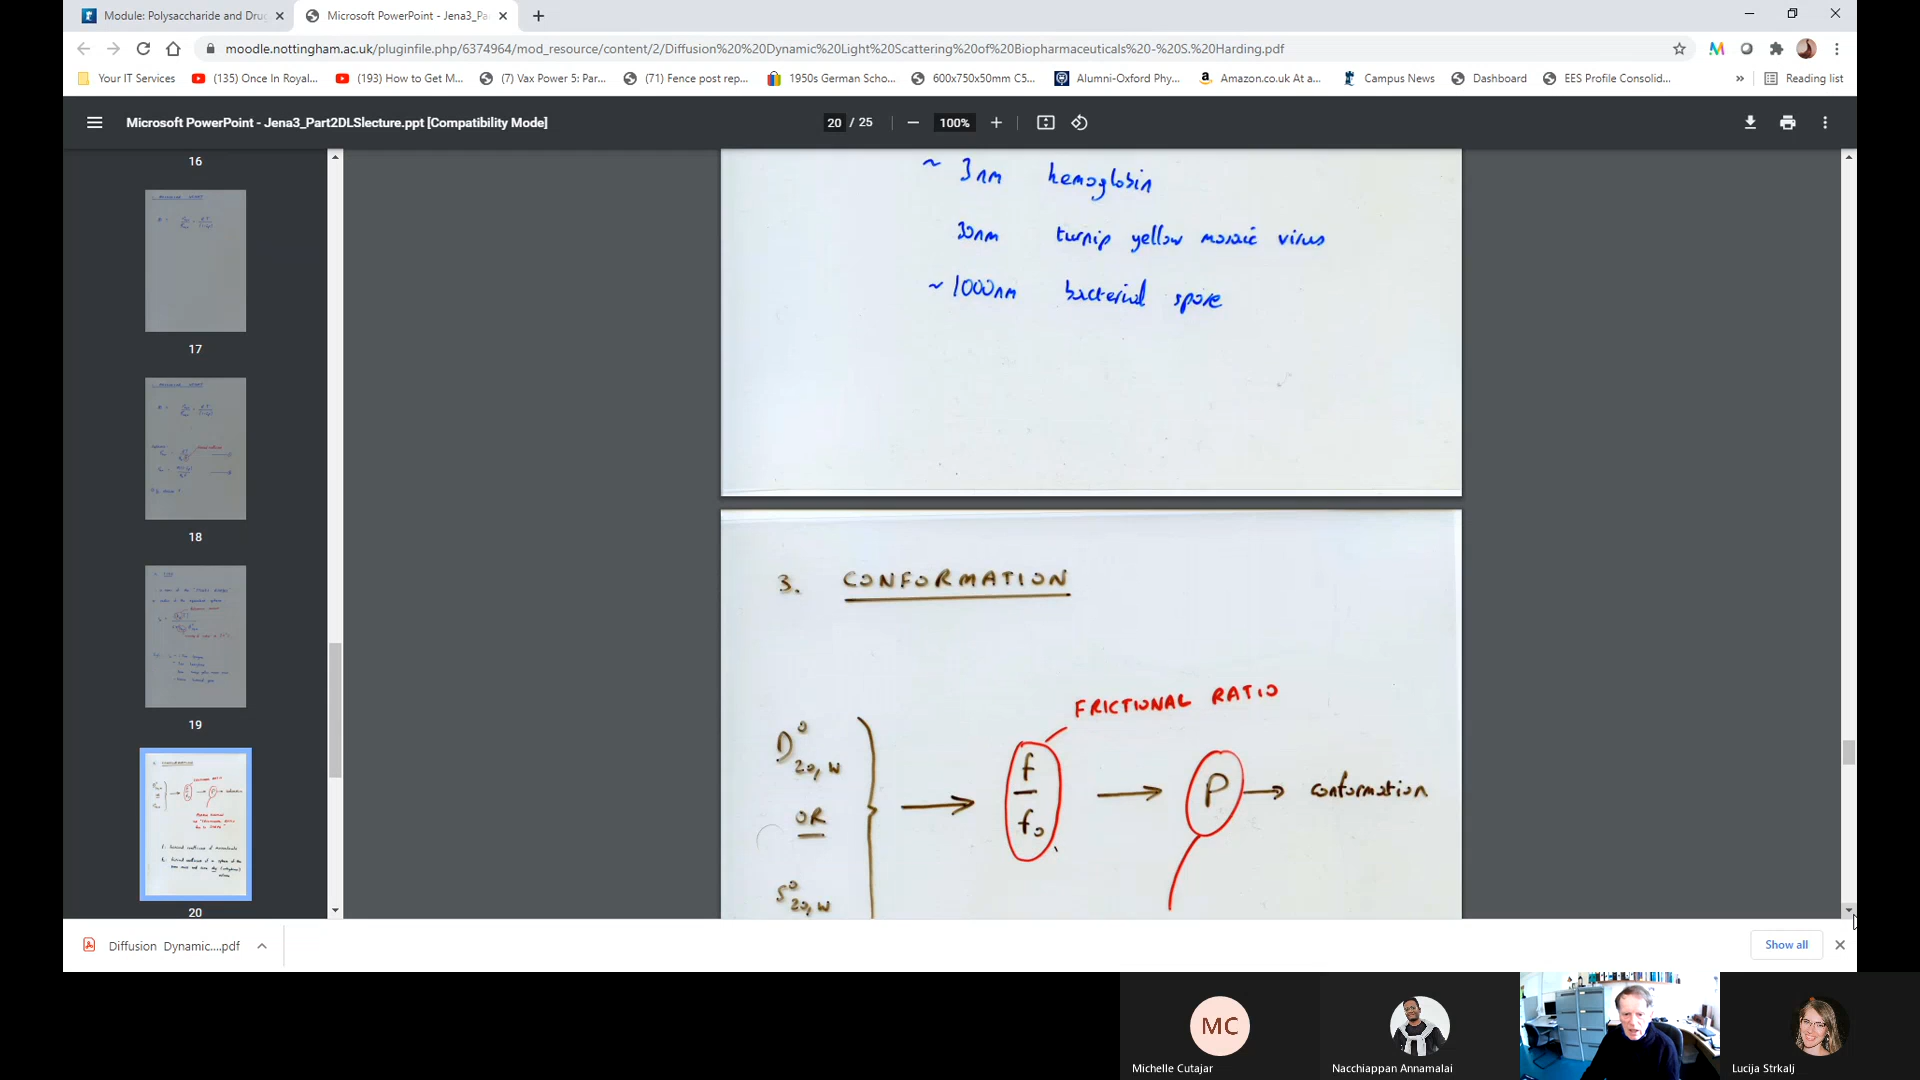 Module: Polysaccharide and Drug
Microsoft PowerPoint - Jena3_Pa
moodle.nottingham.ac.uk/pluginfile.php/6374964/mod_resource/content/2/Diffusion%20%20Dynamic%20Light%20Scattering%20of%20Biopharmaceuticals%20-%20S.%20Harding.pdf
Your IT Services
(135) Once In Royal...
(193) How to Get M...
(7) Vax Power 5: Par...
(71) Fence post rep...
1950s German Scho...
600x750x50mm C5...
Alumni-Oxford Phy...
Amazon.co.uk At a...
Campus News
Dashboard
EES Profile Consolid...
»
Reading list
Microsoft PowerPoint - Jena3_Part2DLSlecture.ppt [Compatibility Mode]
20 / 25
100%
16
17
18
19
20
~ 3nm hemoglobin
30nm turnip yellow mosaic virus
~ 1000nm bacterial spore
3. CONFORMATION
FRICTIONAL RATIO
D°20,w
OR
S°20,w
f
f₀
P
conformation
Diffusion Dynamic....pdf
Show all
MC
Michelle Cutajar
Nacchiappan Annamalai
Lucija Strkalj